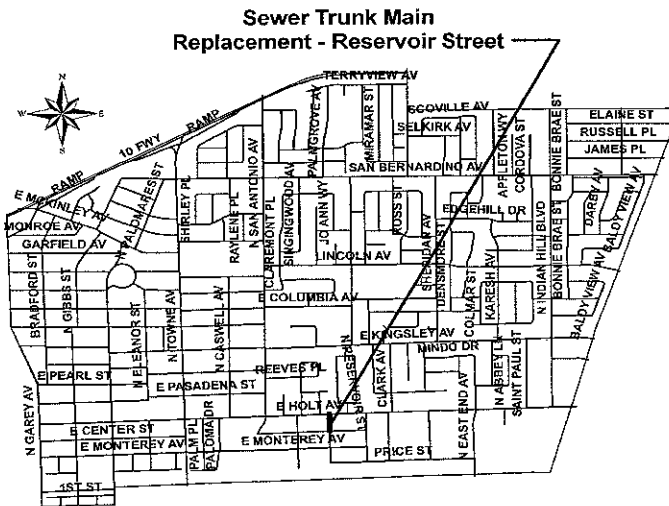 Sewer Trunk Main
Replacement - Reservoir Street
N
W
E
S
TERRYVIEW AV
RAMP
10 FWY
RAMP
PALMGROVE AV
MIRAMAR ST
SCOVILLE AV
SELKIRK AV
APPLETON WY
CORDOVA ST
BONNIE BRAE ST
ELAINE ST
RUSSELL PL
JAMES PL
SAN BERNARDINO AV
E McKINLEY AV
MONROE AV
GARFIELD AV
N PALOMARES ST
SHIRLEY PL
RAYLENE PL
N SAN ANTONIO AV
CLAREMONT PL
SINGINGWOOD AV
JO ANN WY
ROSS ST
EDGEHILL DR
N INDIAN HILL BLVD
BONNIE BRAE ST
DARBY AV
BALDY VIEW AV
LINCOLN AV
SHERIDAN AV
DENSMORE ST
COLMAR ST
KARESH AV
BALDY VIEW AV
BRADFORD ST
N GIBBS ST
N ELEANOR ST
N TOWNE AV
N CASWELL AV
E COLUMBIA AV
E KINGSLEY AV
MINDO DR
N RESERVOIR ST
CLARK AV
N ABBEY LN
SAINT PAUL ST
REEVES PL
E PEARL ST
E PASADENA ST
N GAREY AV
E HOLT AV
E CENTER ST
E MONTEREY AV
PALM PL
PALOMA DR
E MONTEREY AV
N EAST END AV
PRICE ST
1ST ST